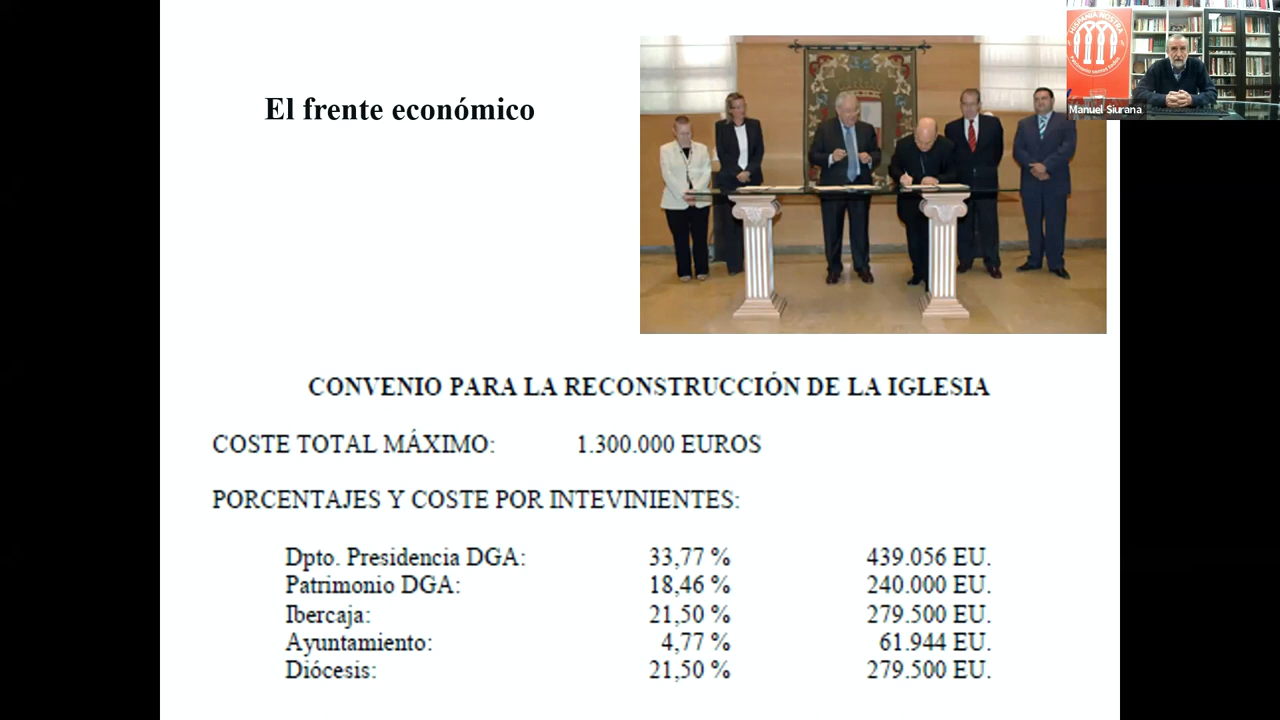 El frente económico
HISPANIA NOSTRA
Manuel Siurana
CONVENIO PARA LA RECONSTRUCCIÓN DE LA IGLESIA
COSTE TOTAL MÁXIMO: 1.300.000 EUROS
PORCENTAJES Y COSTE POR INTEVINIENTES:
Dpto. Presidencia DGA: 33,77 % 439.056 EU.
Patrimonio DGA: 18,46 % 240.000 EU.
Ibercaja: 21,50 % 279.500 EU.
Ayuntamiento: 4,77 % 61.944 EU.
Diócesis: 21,50 % 279.500 EU.